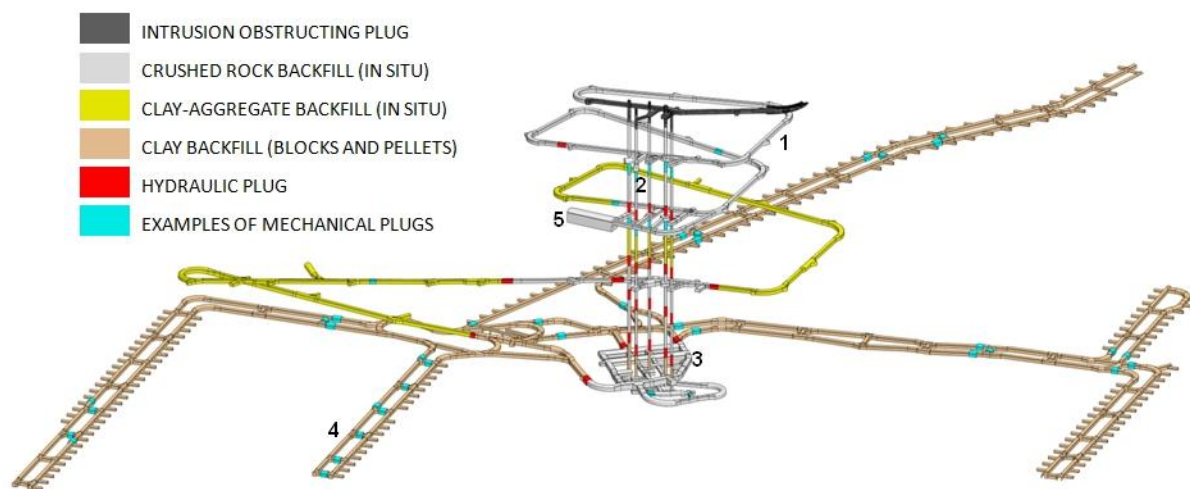 INTRUSION OBSTRUCTING PLUG
CRUSHED ROCK BACKFILL (IN SITU)
CLAY-AGGREGATE BACKFILL (IN SITU)
CLAY BACKFILL (BLOCKS AND PELLETS)
HYDRAULIC PLUG
EXAMPLES OF MECHANICAL PLUGS
1
2
5
3
4